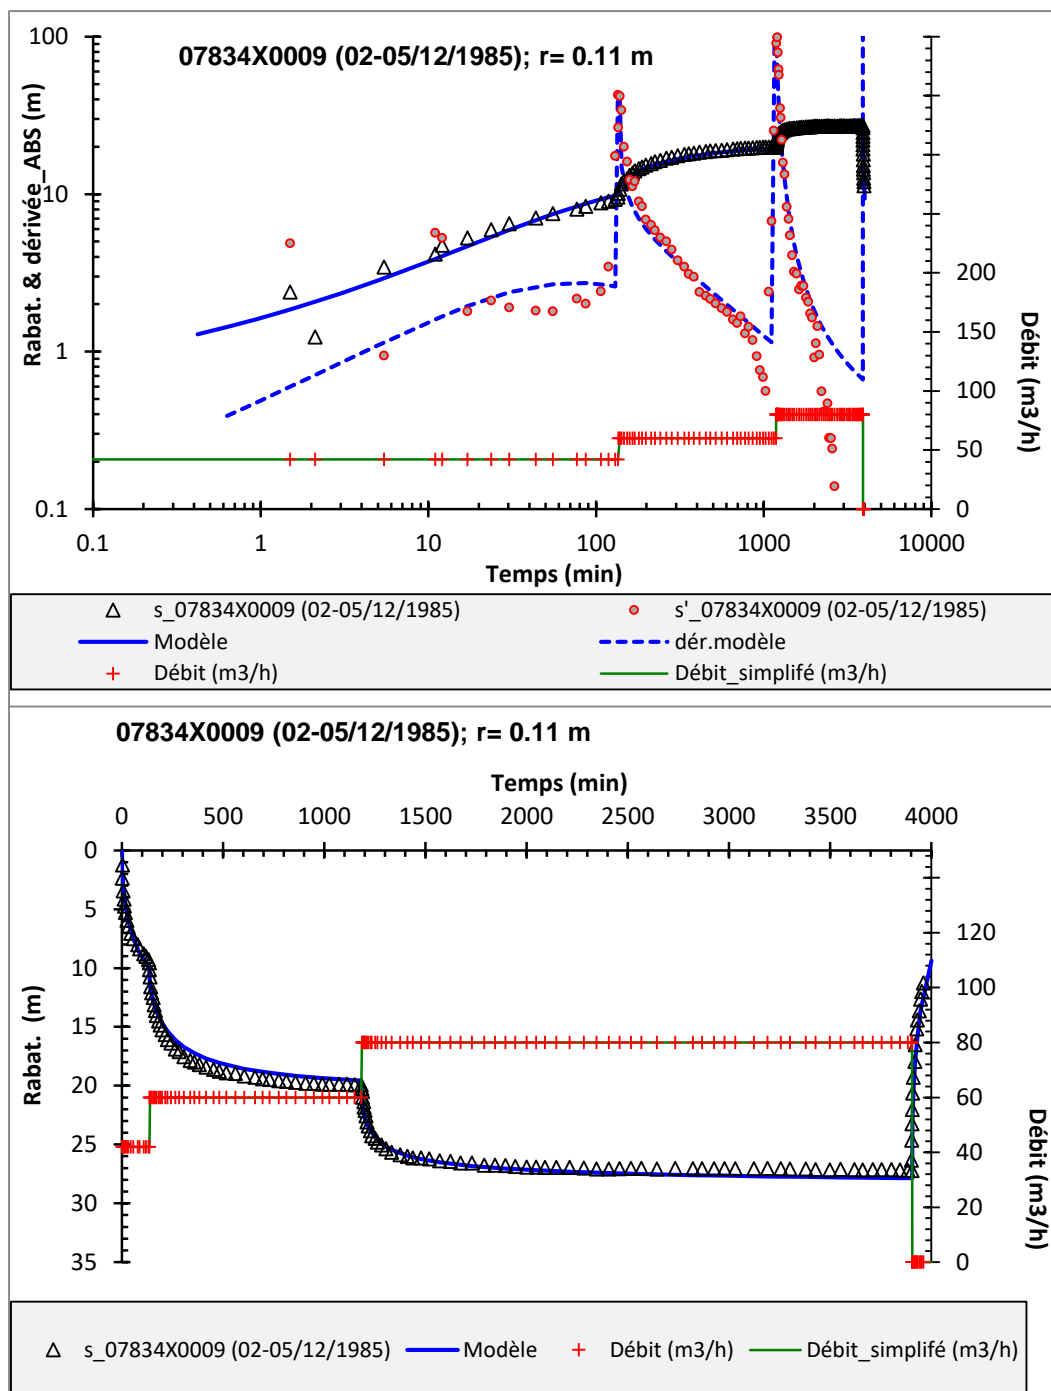 07834X0009 (02-05/12/1985); r= 0.11 m
Rabat. & dérivée_ABS (m)
100
10
1
0.1
200
150
100
50
0
Débit (m3/h)
0.1 1 10 100 1000 10000
Temps (min)
s_07834X0009 (02-05/12/1985) s'_07834X0009 (02-05/12/1985)
Modèle dér.modèle
Débit (m3/h) Débit_simplifé (m3/h)
07834X0009 (02-05/12/1985); r= 0.11 m
Temps (min)
0 500 1000 1500 2000 2500 3000 3500 4000
Rabat. (m)
0
5
10
15
20
25
30
35
120
100
80
60
40
20
0
Débit (m3/h)
s_07834X0009 (02-05/12/1985) Modèle Débit (m3/h) Débit_simplifé (m3/h)